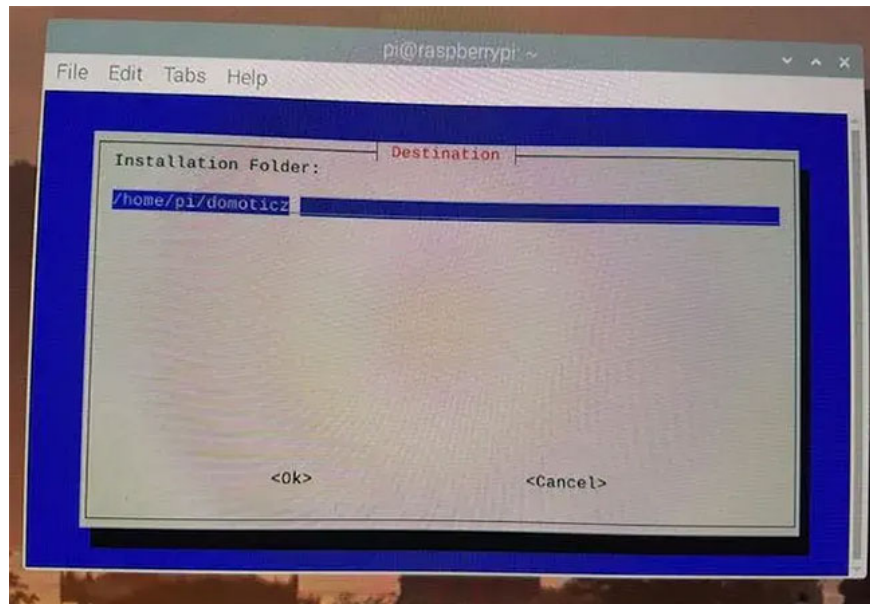 pi@raspberrypi: ~
File Edit Tabs Help
Destination
Installation Folder:
/home/pi/domoticz
<Ok> <Cancel>